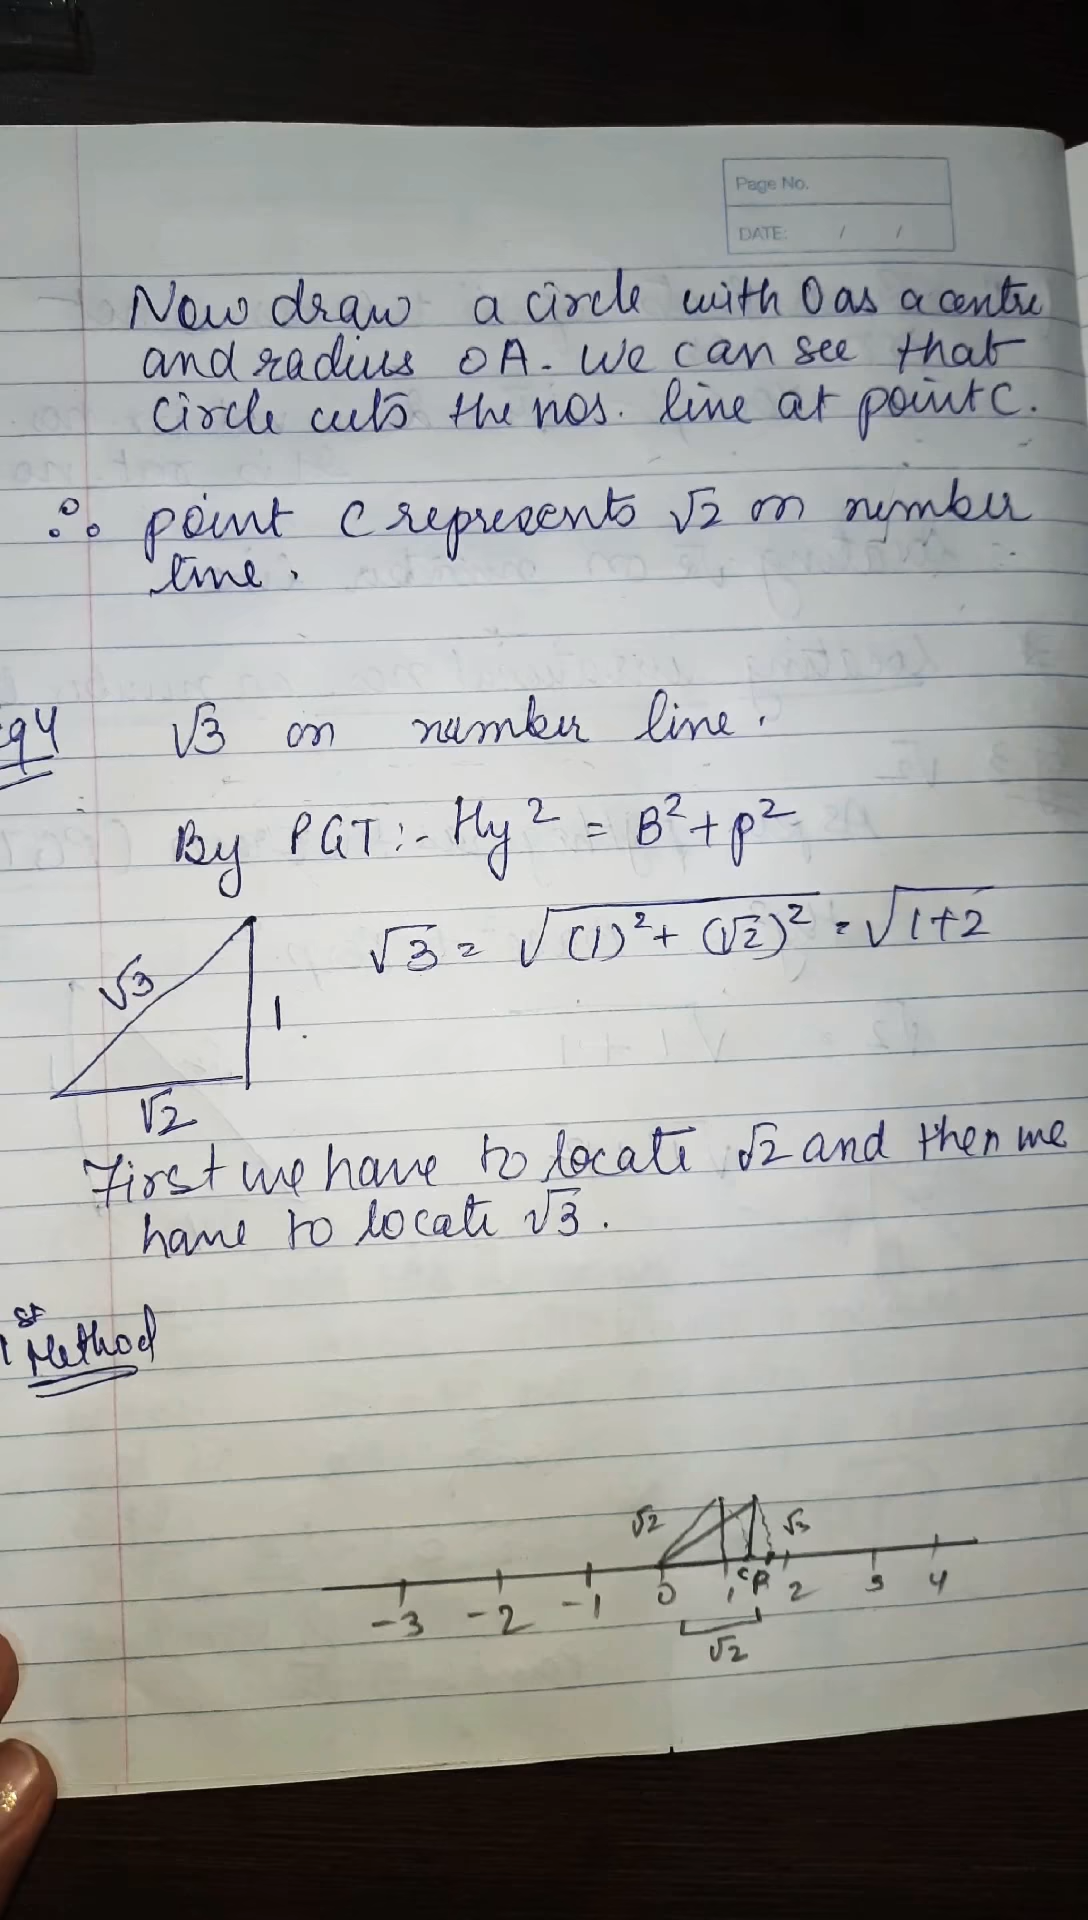 Page No.
DATE: / /
Now draw a circle with O as a centre
and radius OA. We can see that
circle cuts the nos. line at point C.
∴ point C represents √2 on number
line.
eg4 √3 on number line.
By PGT:- Hy² = B² + p²
√3 = √(1)² + (√2)² = √1+2
√3
1
√2
First we have to locate √2 and then we
have to locate √3.
1st Method
√2 √3
-3 -2 -1 0 1 C P 2 3 4
√2